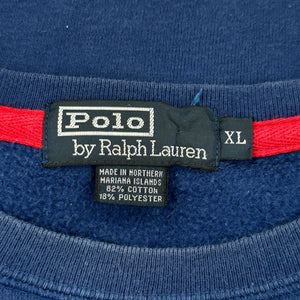 Polo
by Ralph Lauren
XL
MADE IN NORTHERN
MARIANA ISLANDS
82% COTTON
18% POLYESTER